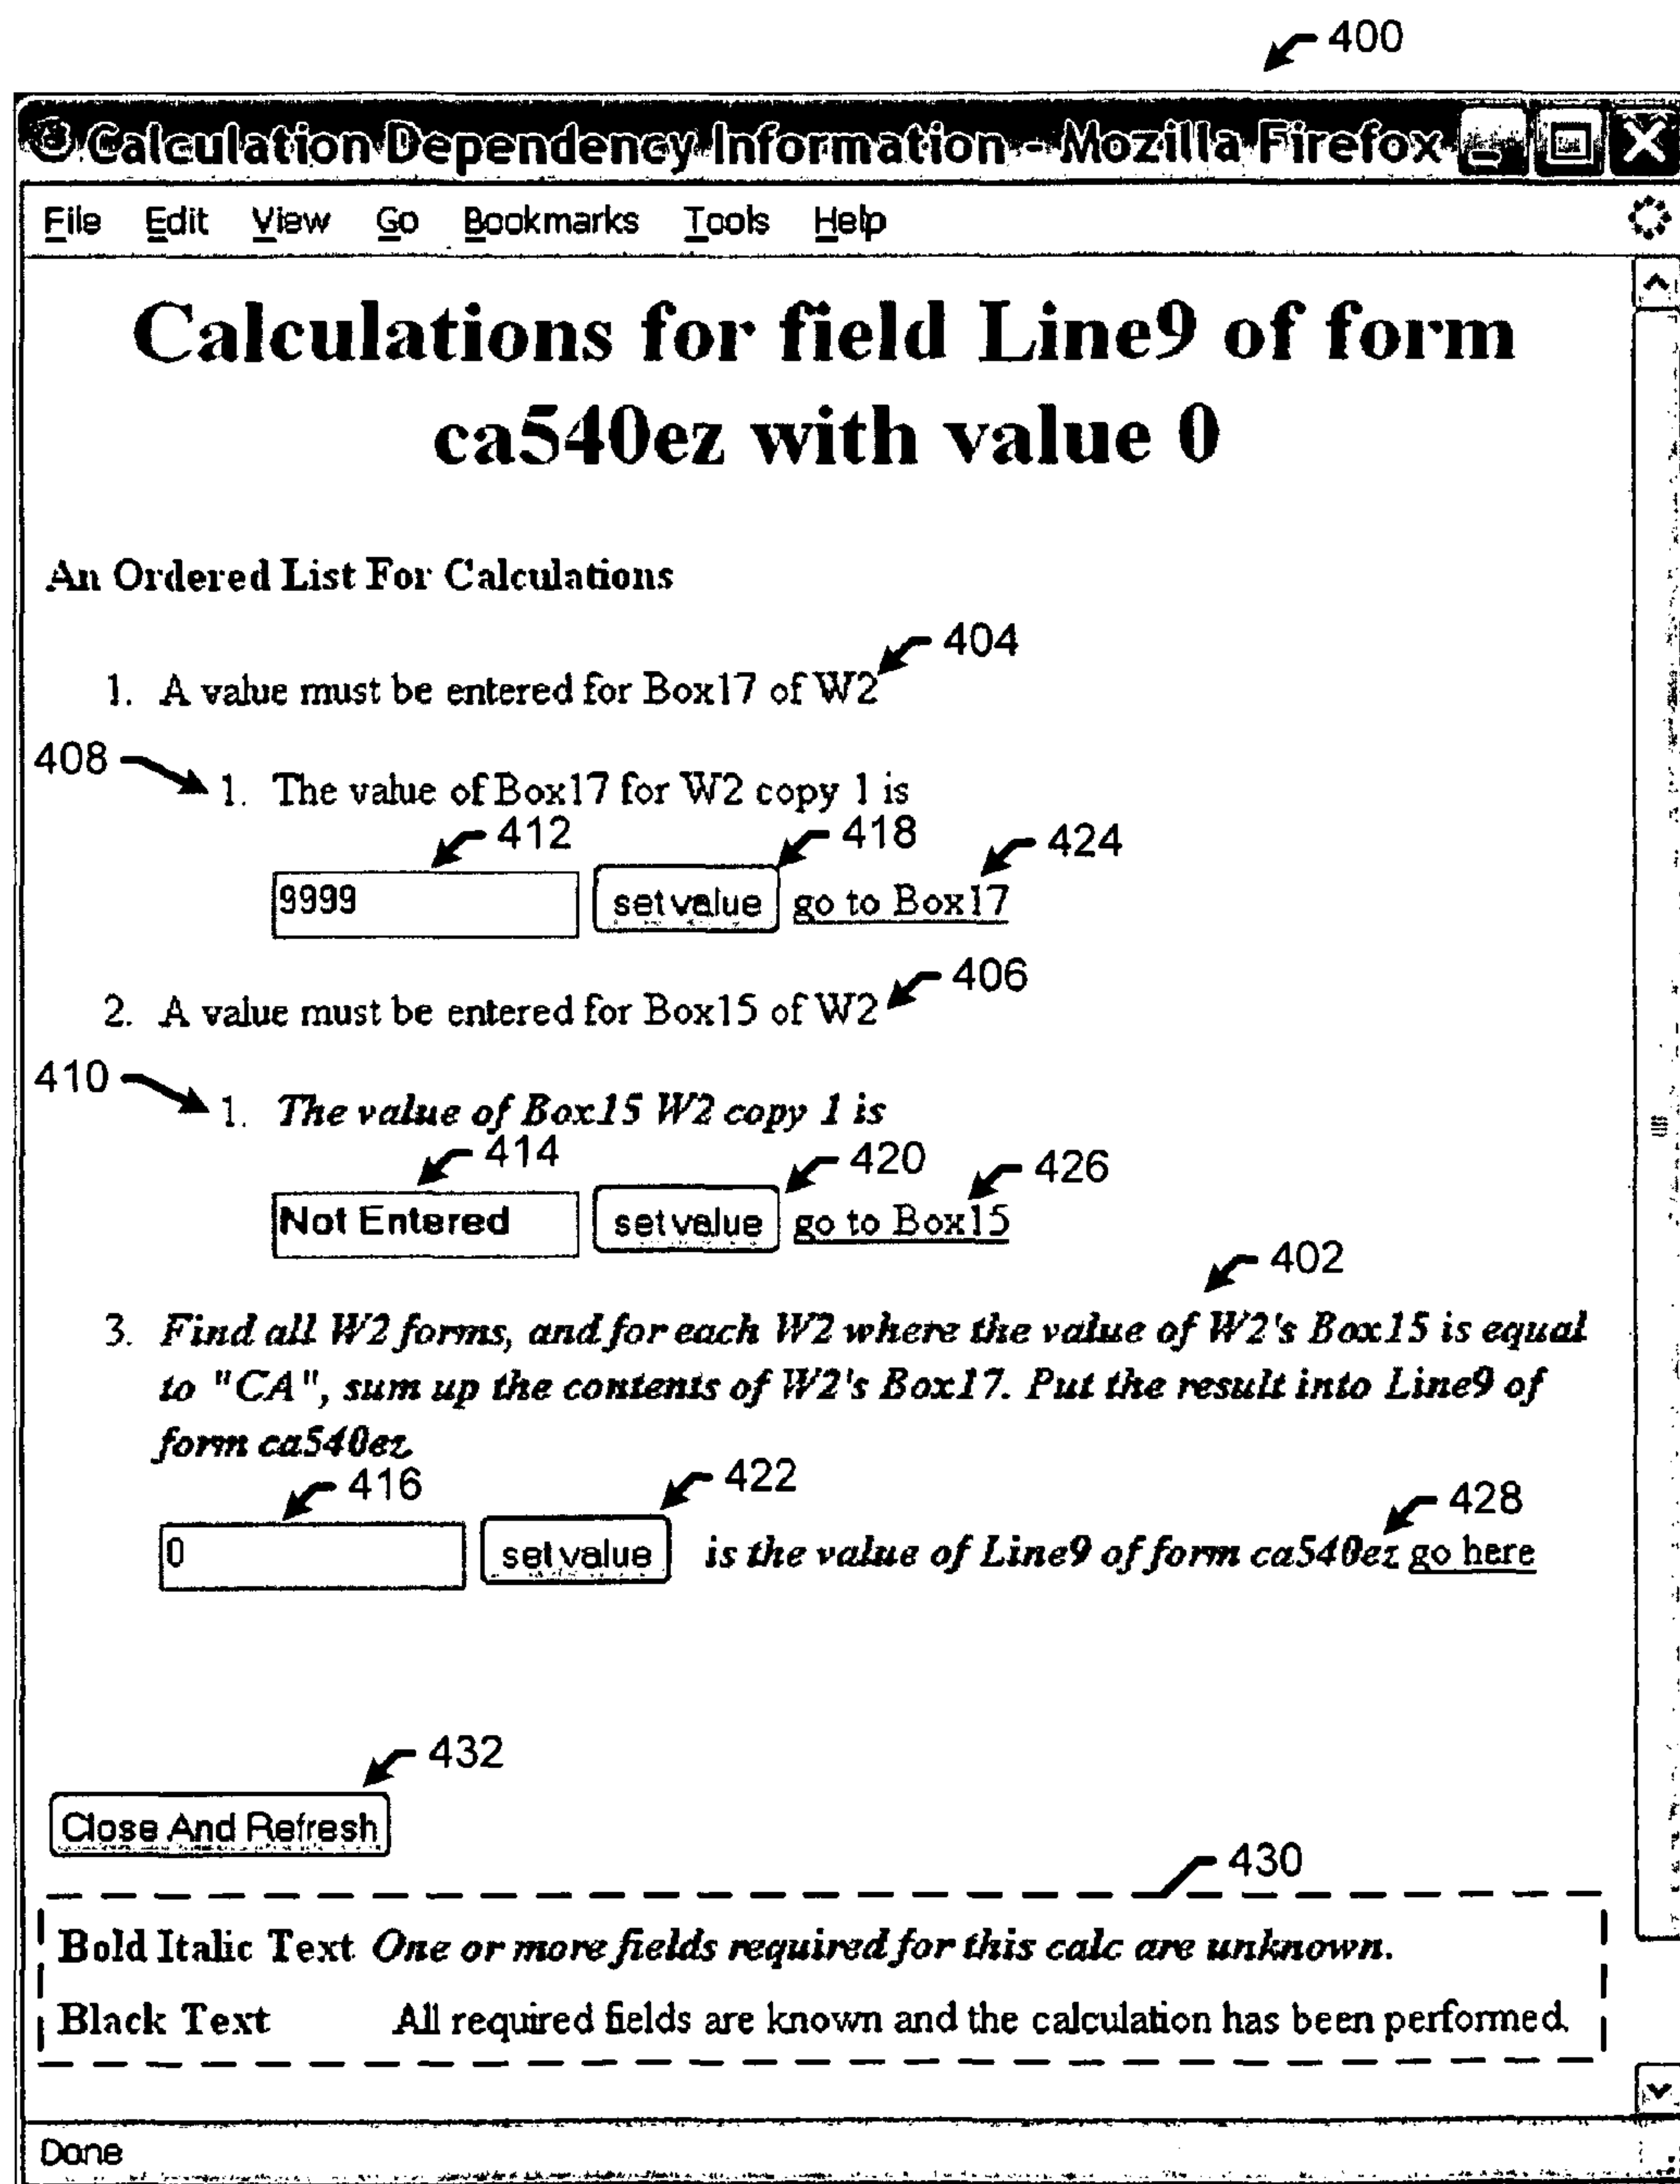 400
Calculation Dependency Information - Mozilla Firefox
File Edit View Go Bookmarks Tools Help
Calculations for field Line9 of form
ca540ez with value 0
An Ordered List For Calculations
404
1. A value must be entered for Box17 of W2
408
1. The value of Box17 for W2 copy 1 is
412 418 424
9999 set value go to Box17
406
2. A value must be entered for Box15 of W2
410
1. The value of Box15 W2 copy 1 is
414 420 426
Not Entered set value go to Box15
402
3. Find all W2 forms, and for each W2 where the value of W2's Box15 is equal
to "CA", sum up the contents of W2's Box17. Put the result into Line9 of
form ca540ez
416 422 428
0 set value is the value of Line9 of form ca540ez go here
432
Close And Refresh
430
Bold Italic Text One or more fields required for this calc are unknown.
Black Text All required fields are known and the calculation has been performed.
Done